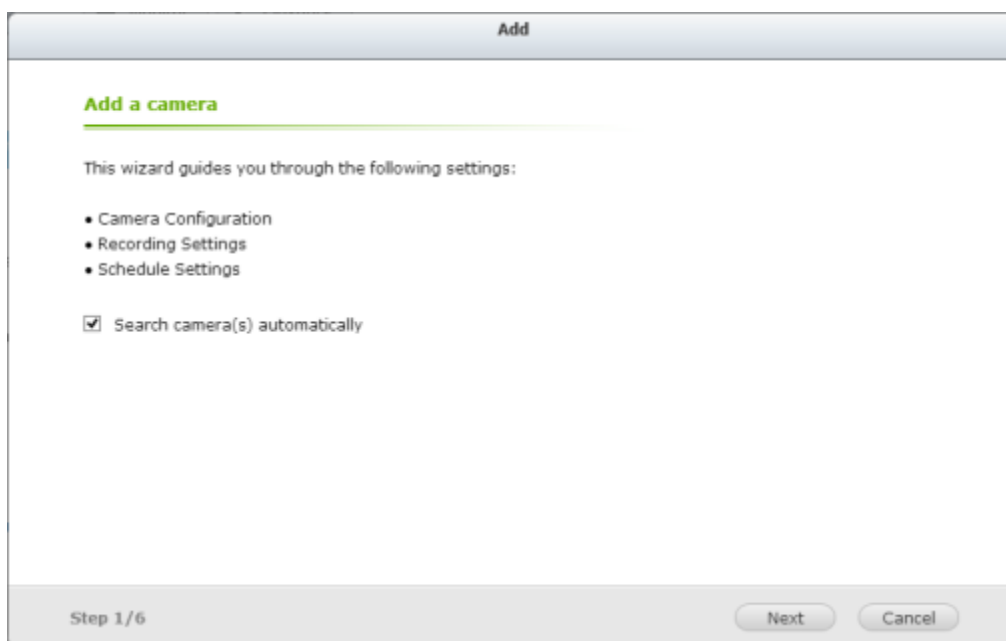 Add
Add a camera
This wizard guides you through the following settings:
• Camera Configuration
• Recording Settings
• Schedule Settings
Search camera(s) automatically
Step 1/6
Next
Cancel